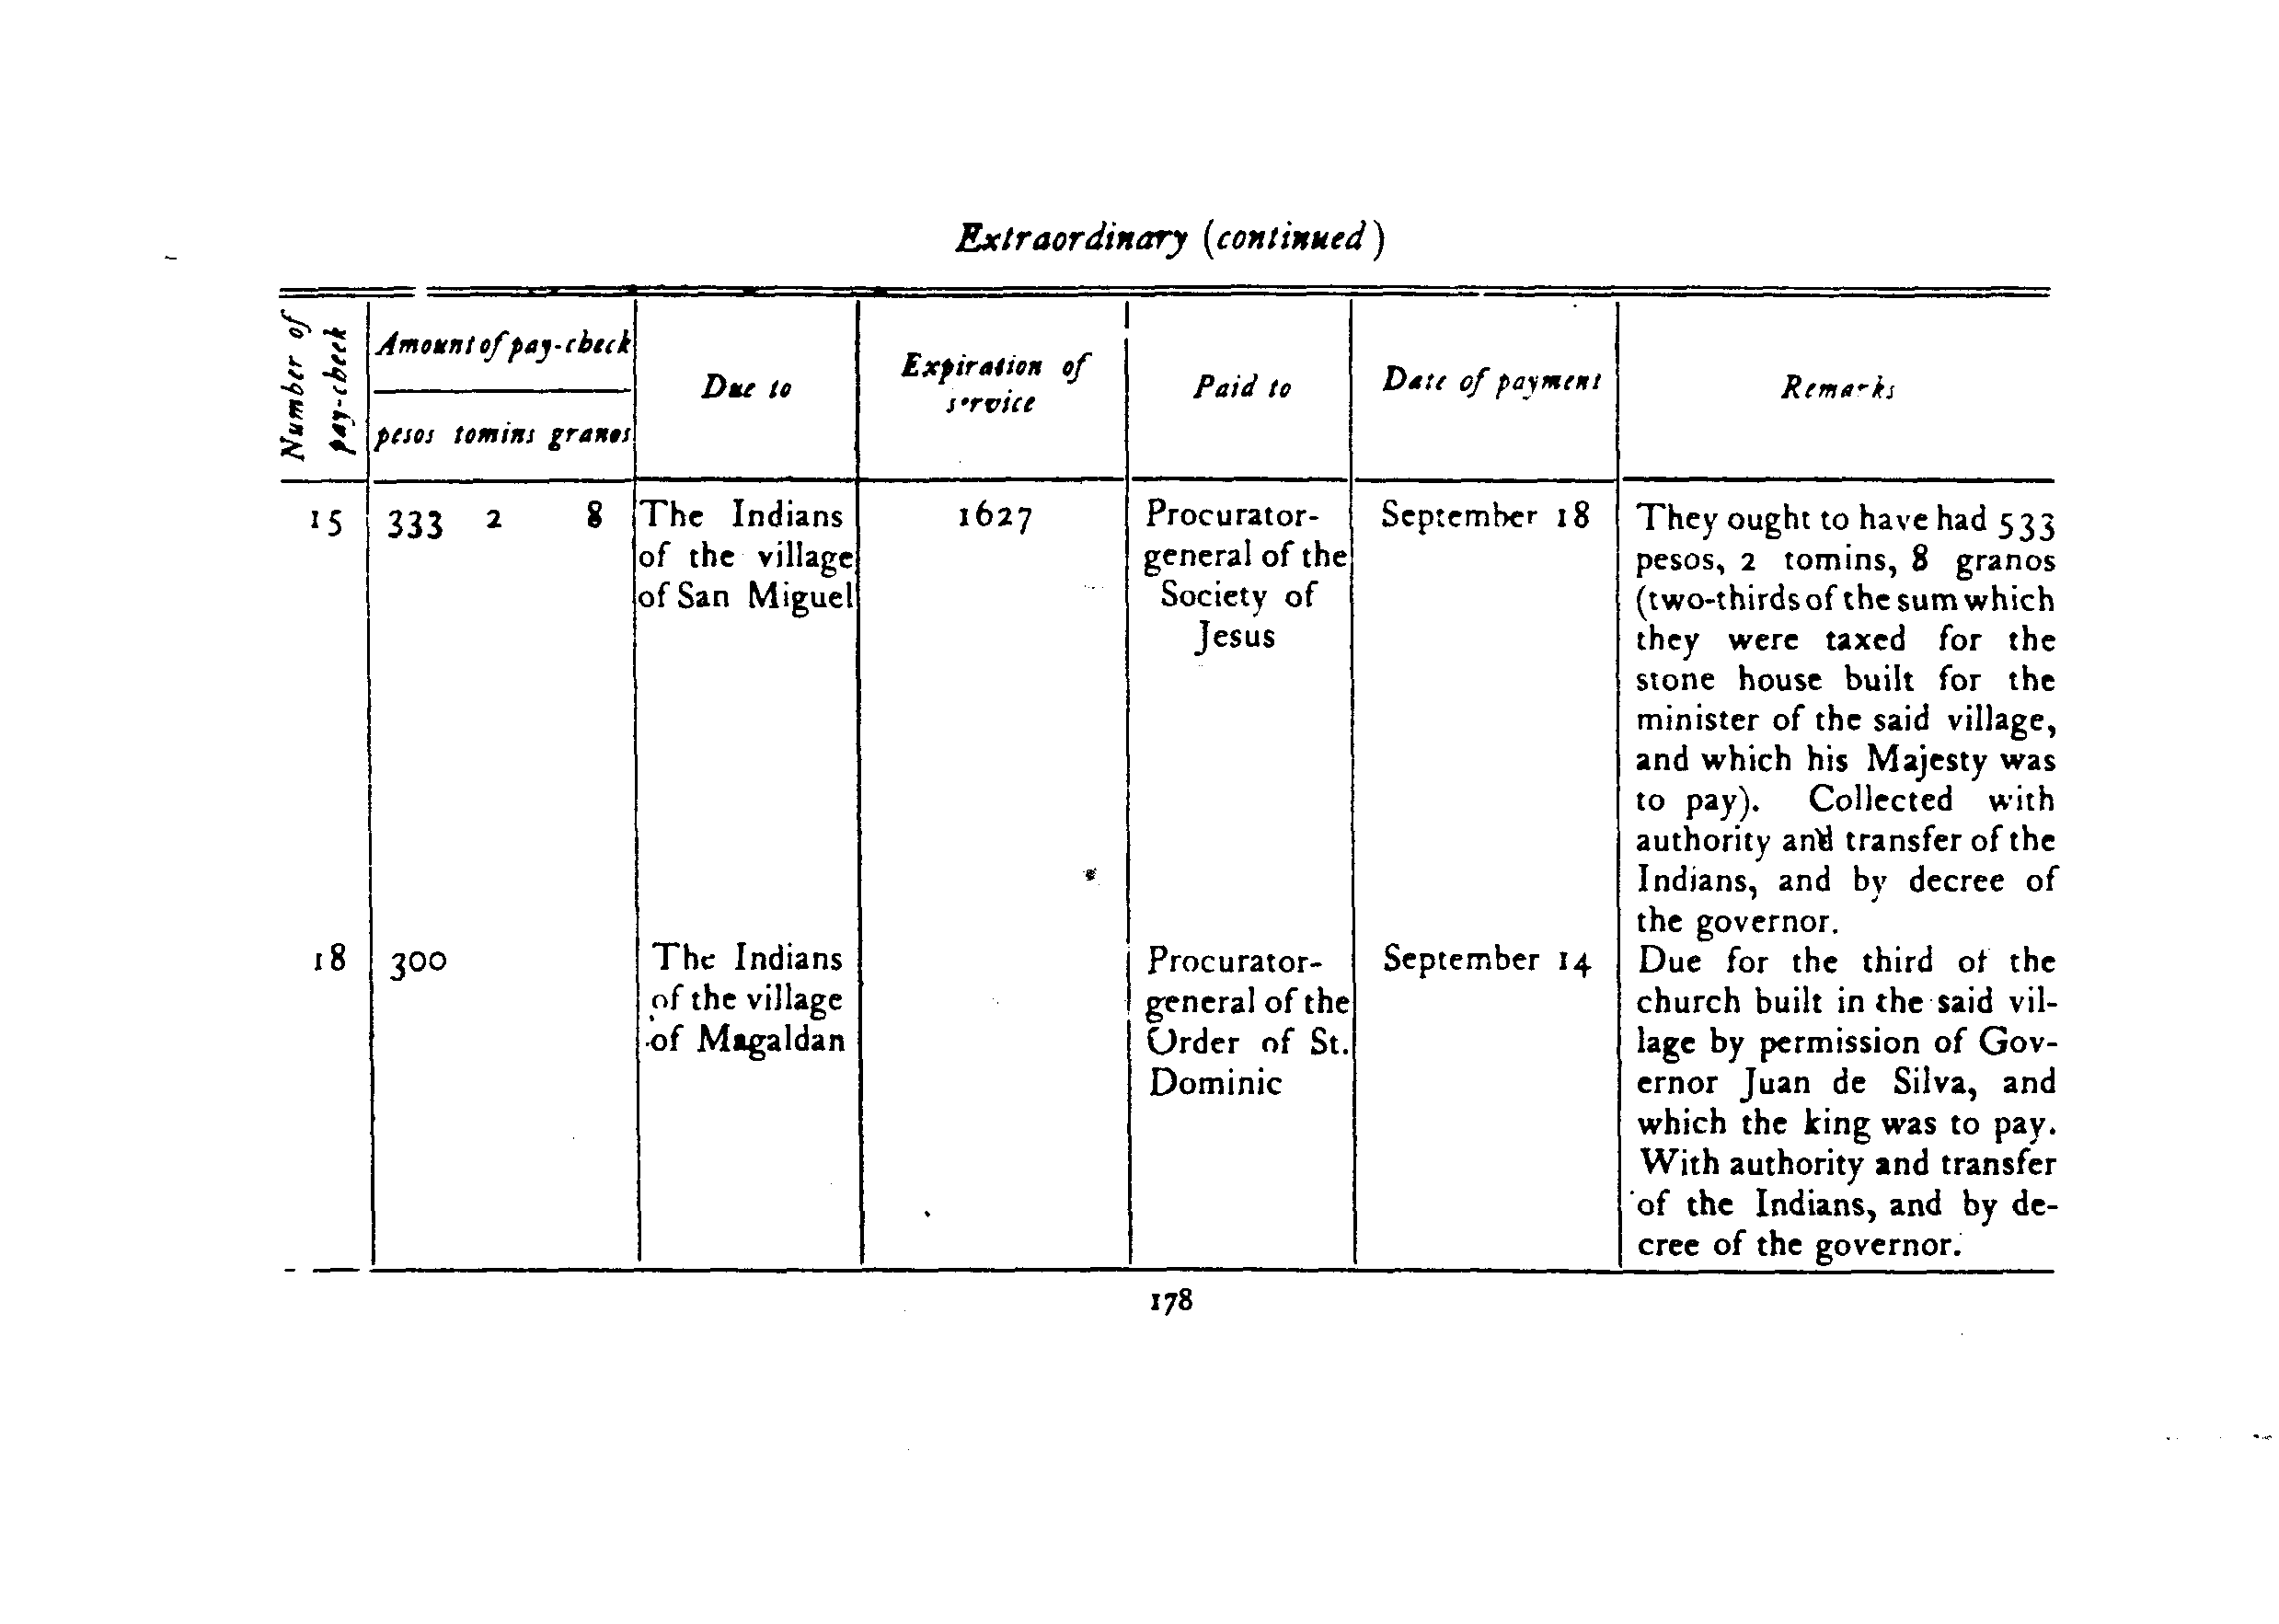 Extraordinary (continued)
Number of
pay-check
Amount of pay-check
pesos tomins granos
Due to
Expiration of
service
Paid to
Date of payment
Remarks
15 333 2 8
The Indians
of the village
of San Miguel
1627
Procurator-
general of the
Society of
Jesus
September 18
They ought to have had 533
pesos, 2 tomins, 8 granos
(two-thirds of the sum which
they were taxed for the
stone house built for the
minister of the said village,
and which his Majesty was
to pay). Collected with
authority and transfer of the
Indians, and by decree of
the governor.
18 300
The Indians
of the village
of Magaldan
Procurator-
general of the
Order of St.
Dominic
September 14
Due for the third of the
church built in the said vil-
lage by permission of Gov-
ernor Juan de Silva, and
which the king was to pay.
With authority and transfer
of the Indians, and by de-
cree of the governor.
178